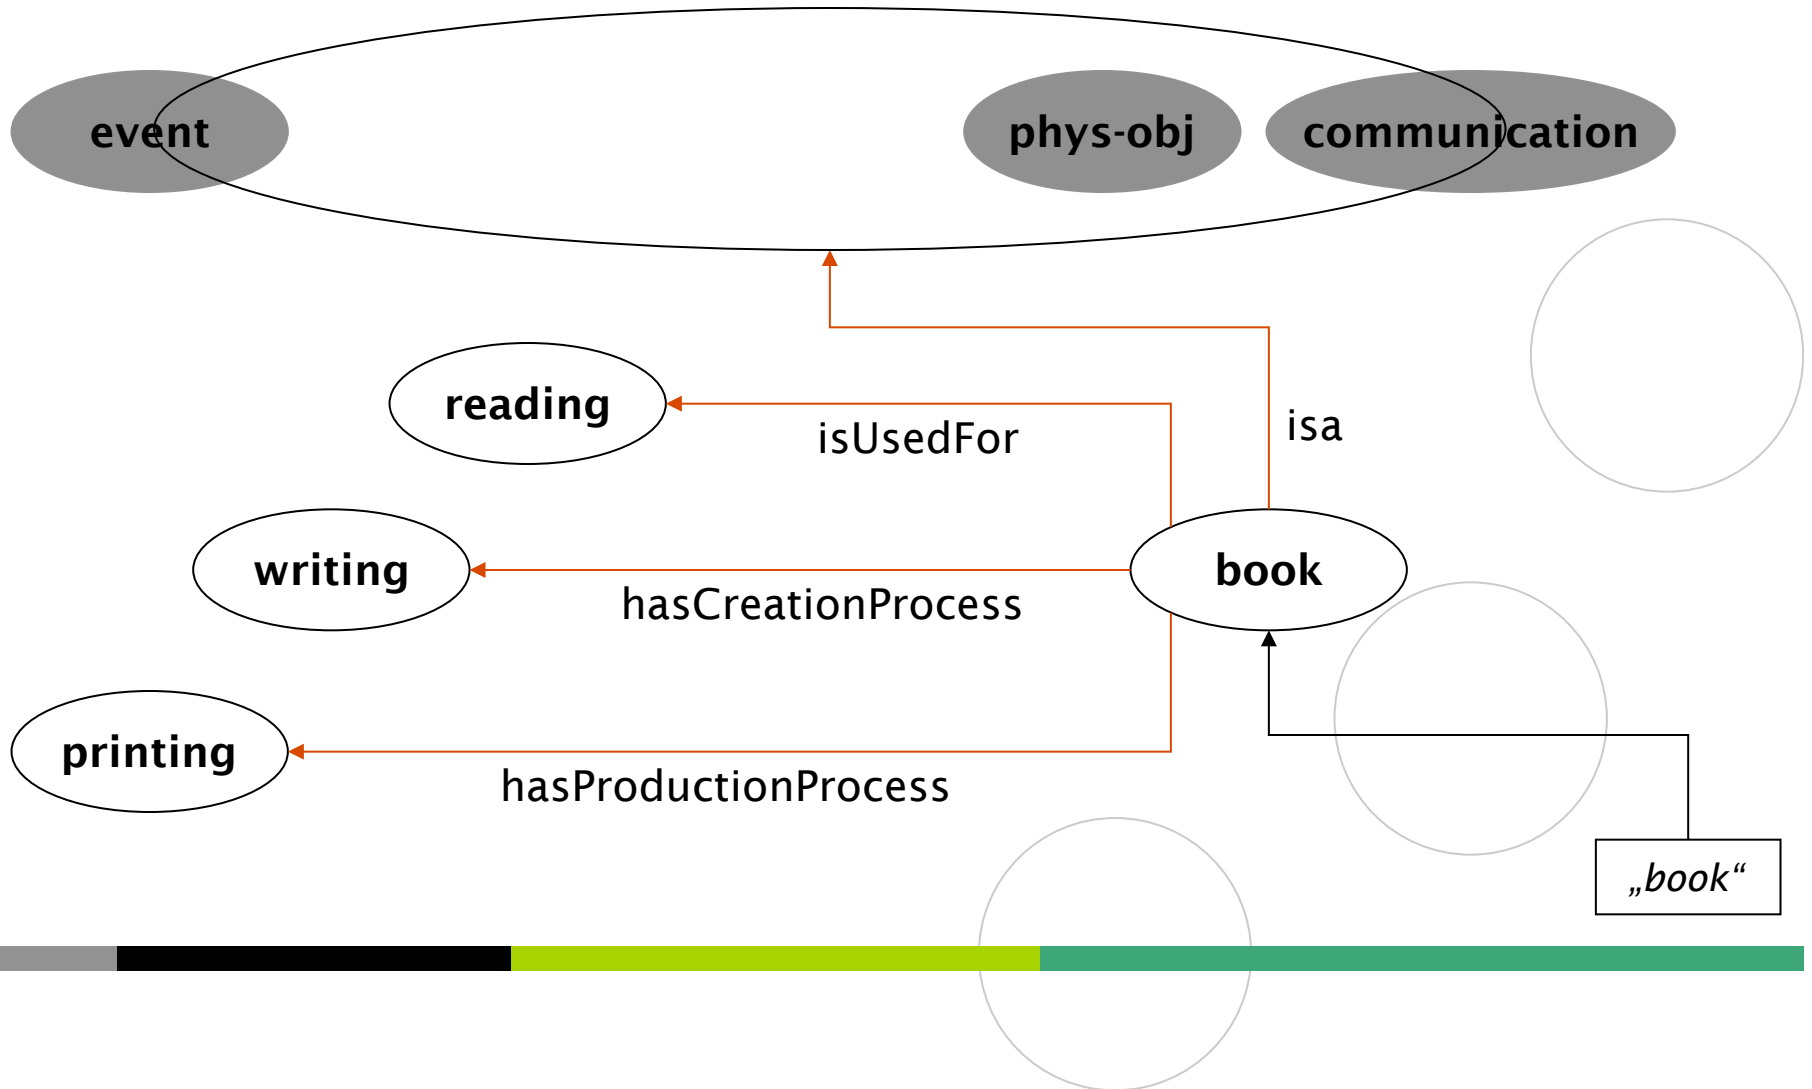 event
phys-obj
communication
reading
isUsedFor
isa
writing
book
hasCreationProcess
printing
hasProductionProcess
„book“